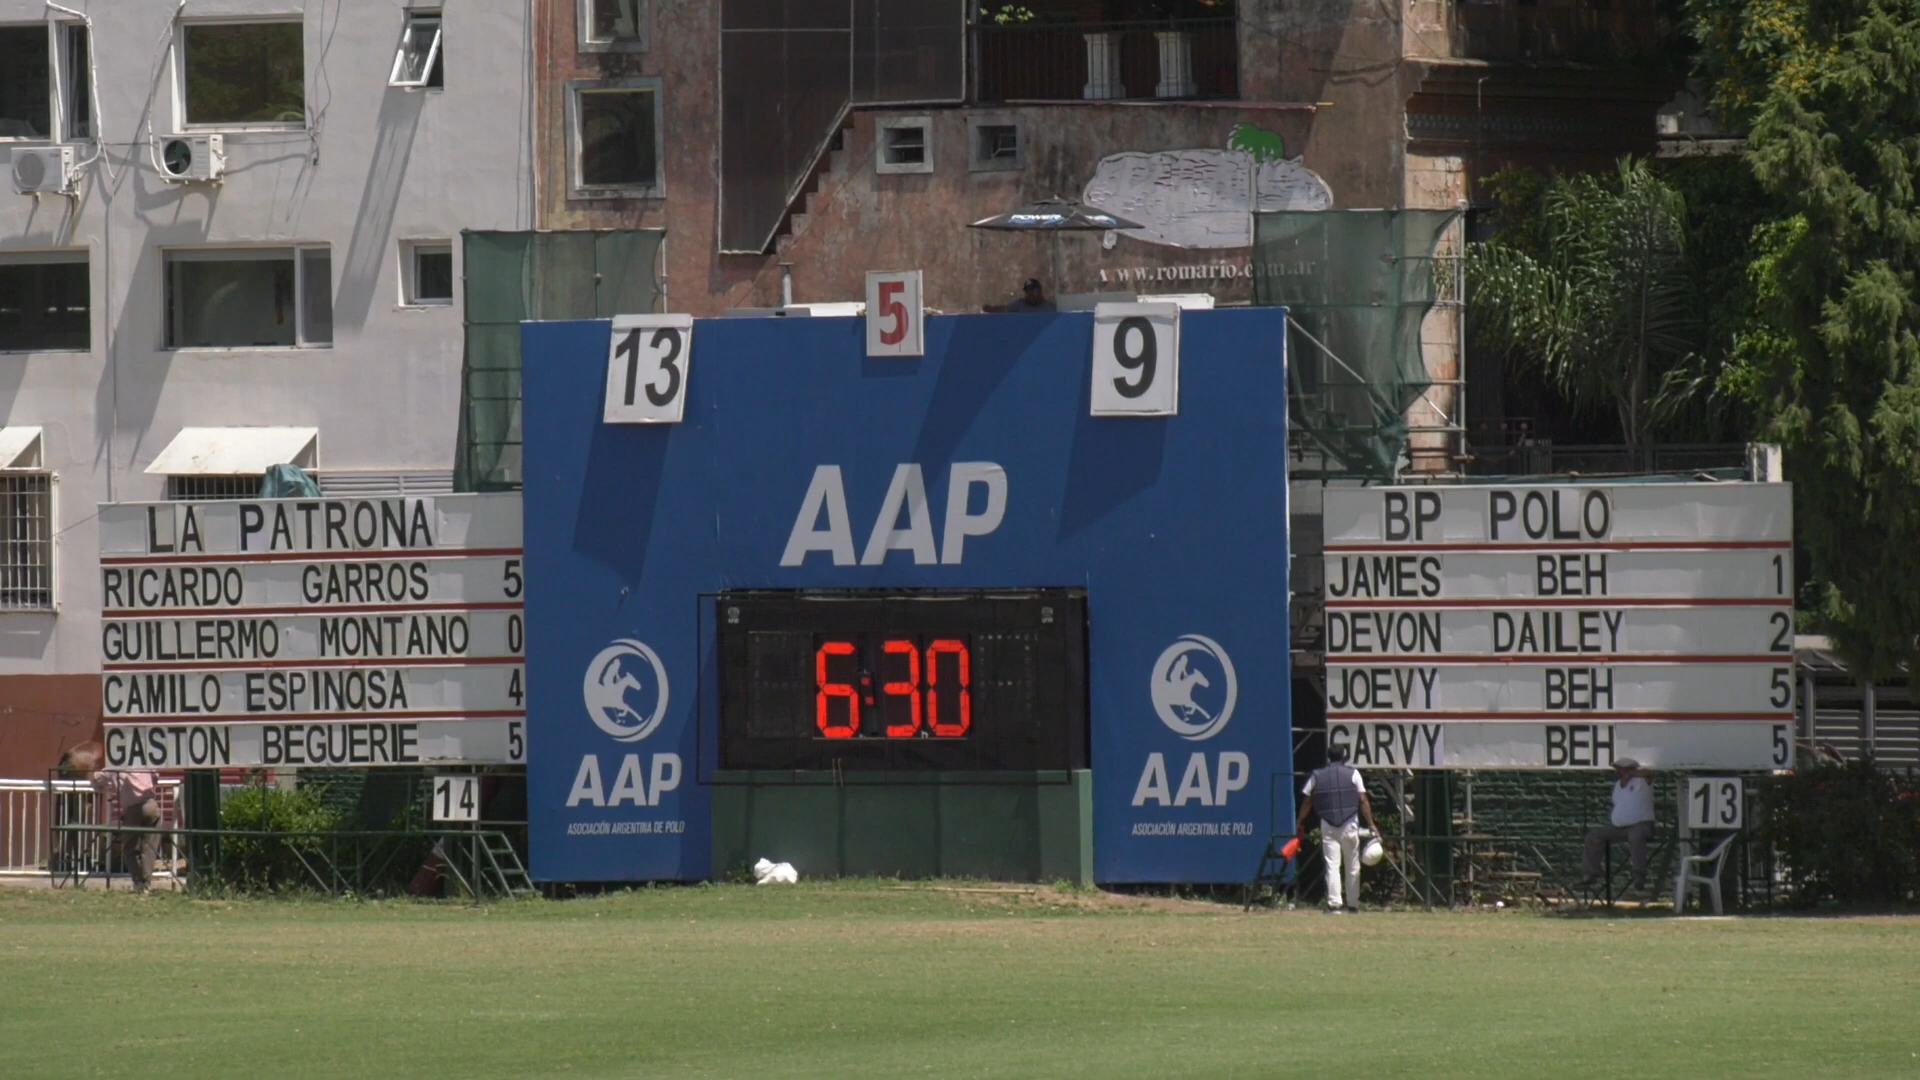 POWER
www.romario.com.ar
5
13
9
AAP
LA PATRONA
RICARDO GARROS 5
GUILLERMO MONTANO 0
CAMILO ESPINOSA 4
GASTON BEGUERIE 5
14
6:30
AAP
ASOCIACIÓN ARGENTINA DE POLO
AAP
ASOCIACIÓN ARGENTINA DE POLO
BP POLO
JAMES BEH 1
DEVON DAILEY 2
JOEVY BEH 5
GARVY BEH 5
13